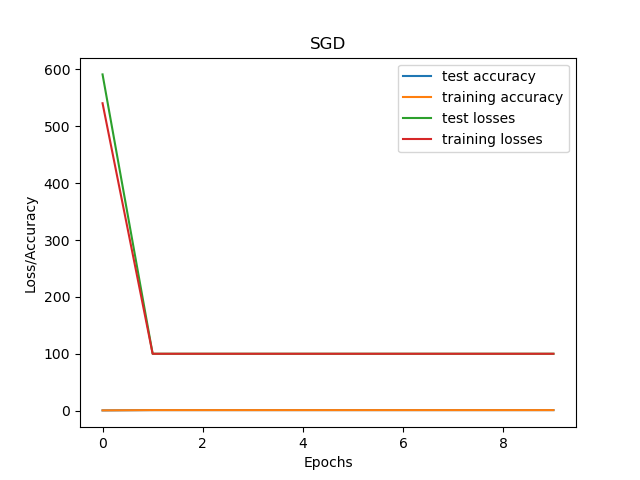 SGD
600
500
400
300
200
100
0
Loss/Accuracy
test accuracy
training accuracy
test losses
training losses
0 2 4 6 8
Epochs